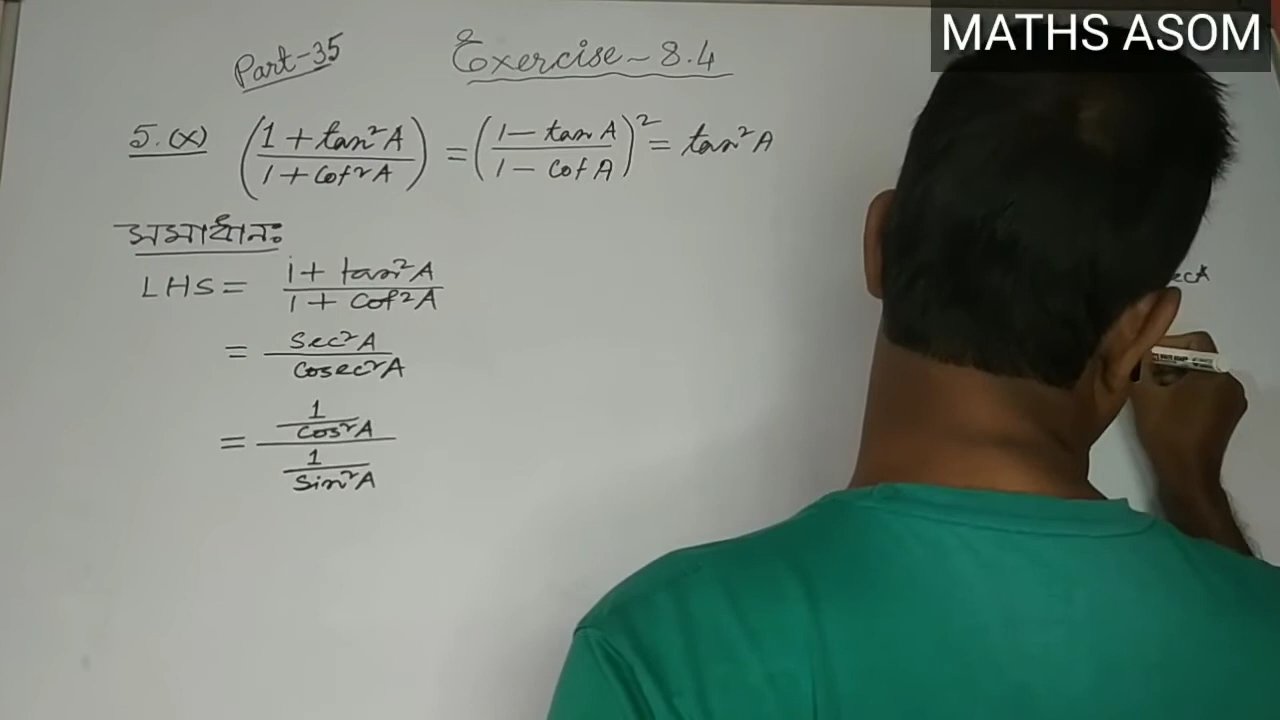 MATHS ASOM
Part-35
Exercise-8.4
5.(x) ((1 + tan²A)/(1 + cot²A)) = ((1 - tan A)/(1 - cot A))² = tan²A
সমাধান:
LHS = (1 + tan²A)/(1 + cot²A)
= sec²A/cosec²A
= (1/cos²A)/(1/sin²A)